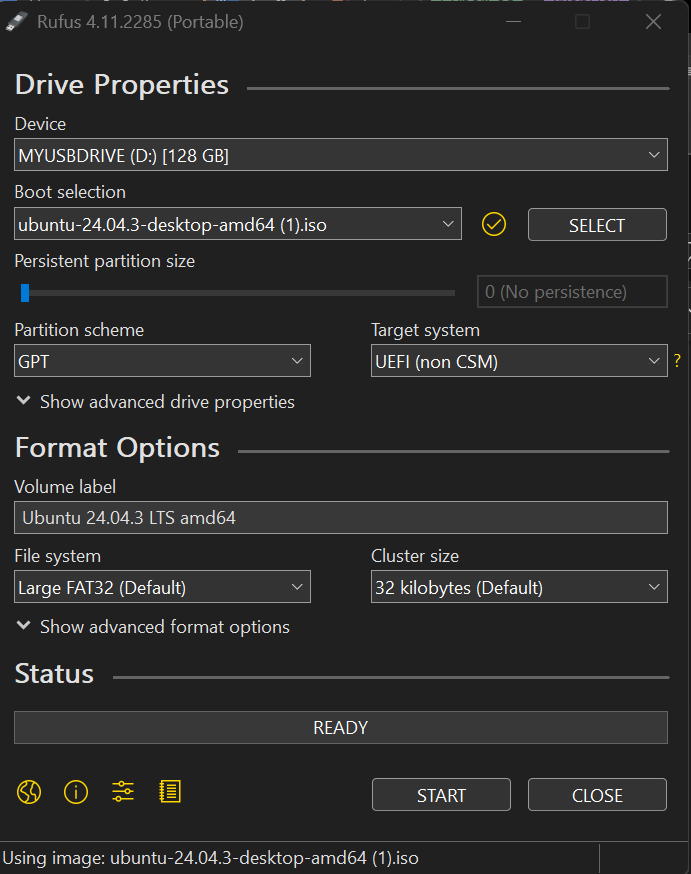 Rufus 4.11.2285 (Portable)
Drive Properties
Device
MYUSBDRIVE (D:) [128 GB]
Boot selection
ubuntu-24.04.3-desktop-amd64 (1).iso
SELECT
Persistent partition size
0 (No persistence)
Partition scheme
Target system
GPT
UEFI (non CSM)
?
Show advanced drive properties
Format Options
Volume label
Ubuntu 24.04.3 LTS amd64
File system
Cluster size
Large FAT32 (Default)
32 kilobytes (Default)
Show advanced format options
Status
READY
START
CLOSE
Using image: ubuntu-24.04.3-desktop-amd64 (1).iso